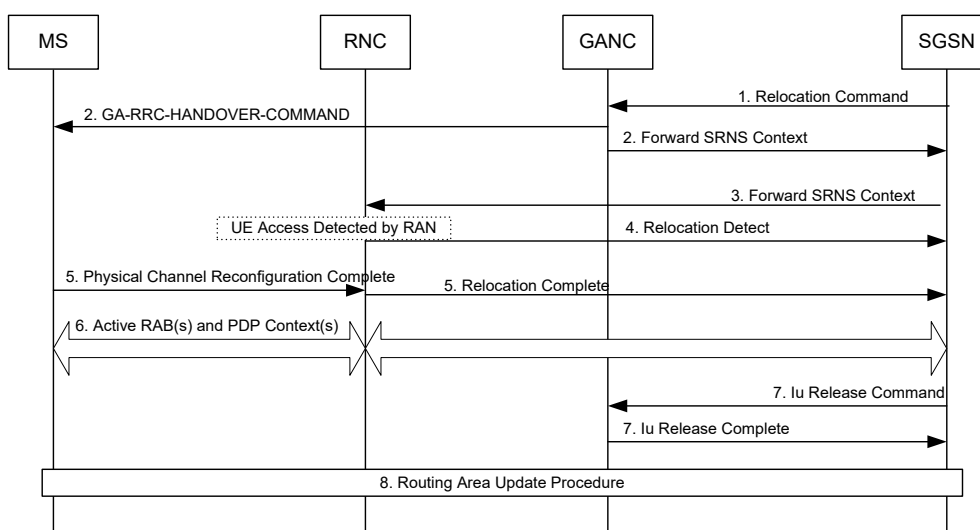 MS
RNC
GANC
SGSN
1. Relocation Command
2. GA-RRC-HANDOVER-COMMAND
2. Forward SRNS Context
3. Forward SRNS Context
UE Access Detected by RAN
4. Relocation Detect
5. Physical Channel Reconfiguration Complete
5. Relocation Complete
6. Active RAB(s) and PDP Context(s)
7. Iu Release Command
7. Iu Release Complete
8. Routing Area Update Procedure